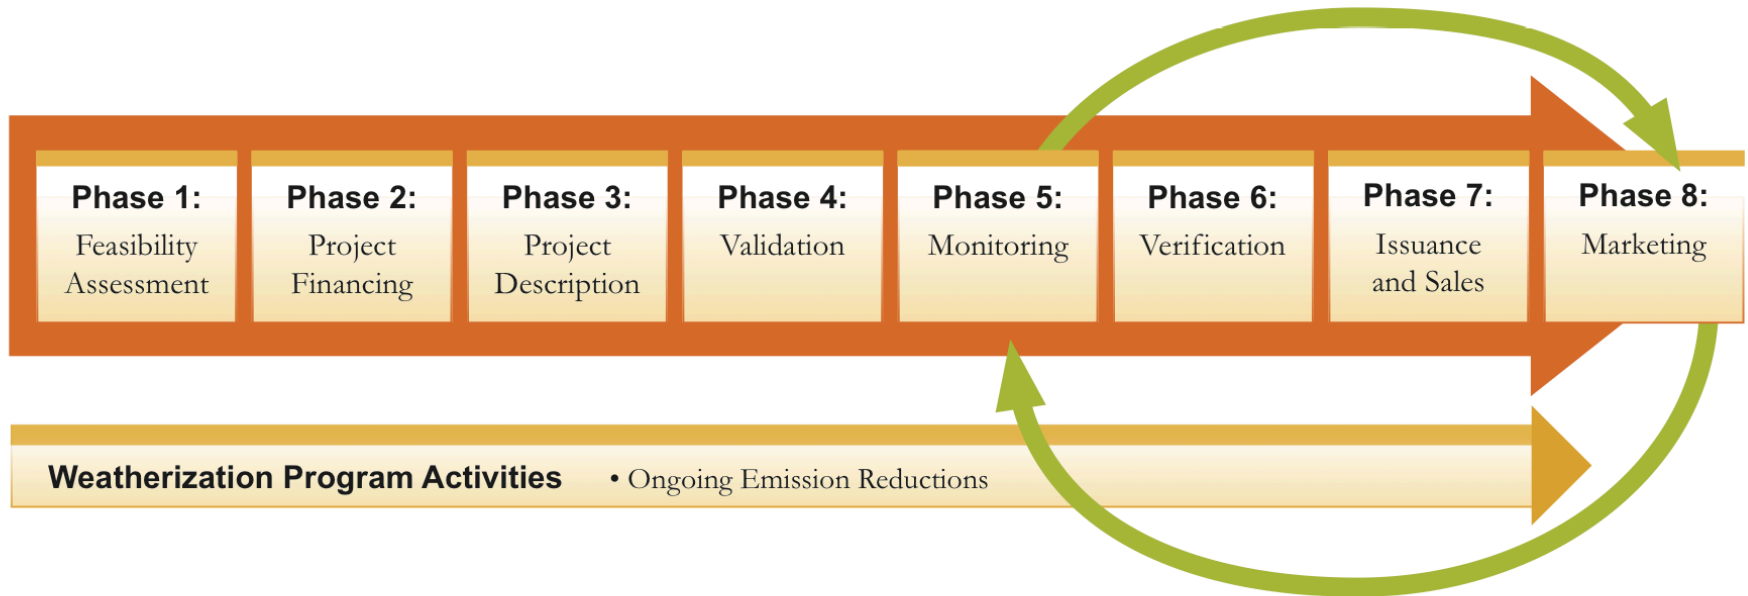 Phase 1:
Feasibility
Assessment
Phase 2:
Project
Financing
Phase 3:
Project
Description
Phase 4:
Validation
Phase 5:
Monitoring
Phase 6:
Verification
Phase 7:
Issuance
and Sales
Phase 8:
Marketing
Weatherization Program Activities • Ongoing Emission Reductions